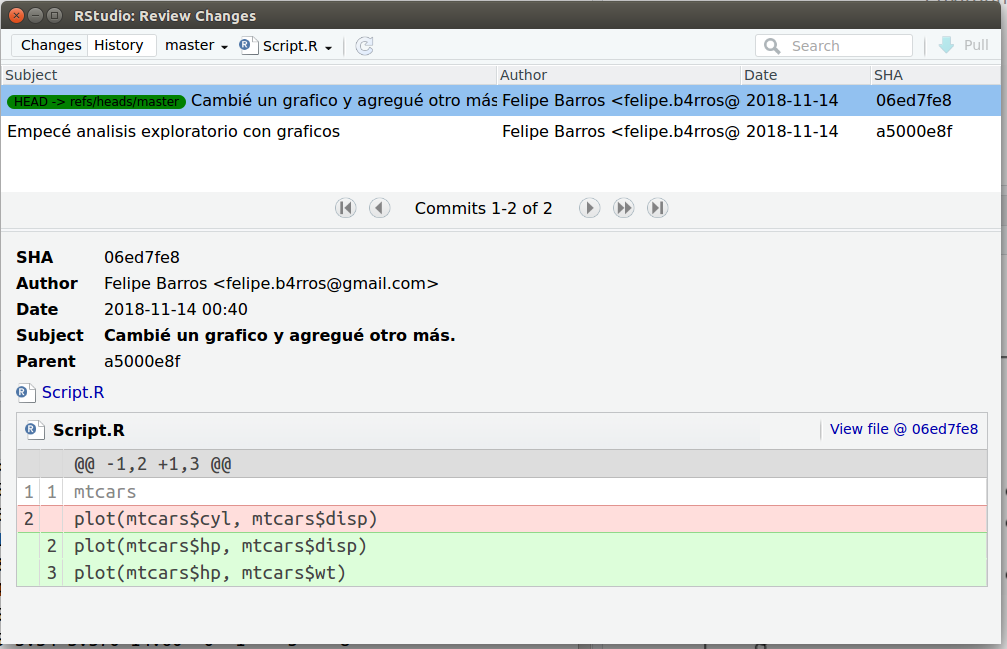 RStudio: Review Changes
Changes History master Script.R Search Pull
Subject Author Date SHA
HEAD -> refs/heads/master Cambié un grafico y agregué otro más Felipe Barros <felipe.b4rros@ 2018-11-14 06ed7fe8
Empecé analisis exploratorio con graficos Felipe Barros <felipe.b4rros@ 2018-11-14 a5000e8f
Commits 1-2 of 2
SHA 06ed7fe8
Author Felipe Barros <felipe.b4rros@gmail.com>
Date 2018-11-14 00:40
Subject Cambié un grafico y agregué otro más.
Parent a5000e8f
Script.R
Script.R View file @ 06ed7fe8
@@ -1,2 +1,3 @@
1 1 mtcars
2 plot(mtcars$cyl, mtcars$disp)
2 plot(mtcars$hp, mtcars$disp)
3 plot(mtcars$hp, mtcars$wt)